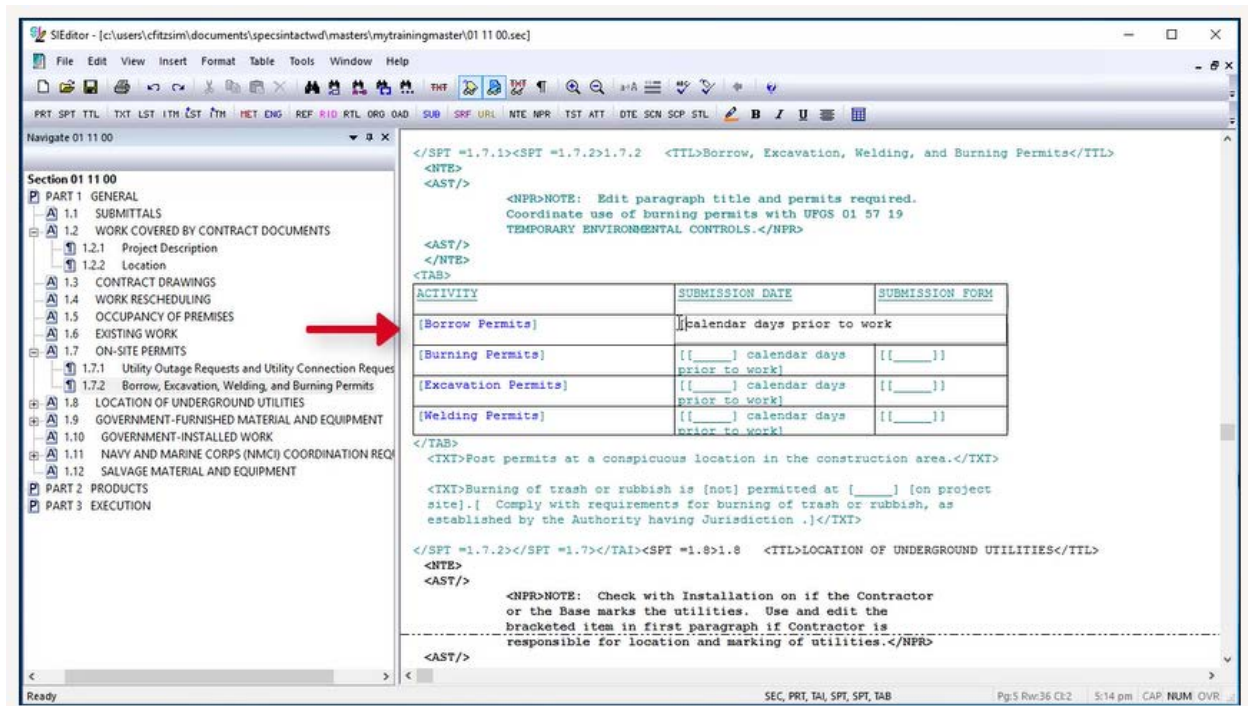 SIEditor - [c:\users\cfitzsim\documents\specsintactwd\masters\mytrainingmaster\01 11 00.sec]
File Edit View Insert Format Table Tools Window Help
PRT SPT TTL TXT LST ITM LST ITM MET ENG REF RID RTL ORG OAD SUB SRF URL NTE NPR TST ATT DTE SCN SCP STL B I U
Navigate 01 11 00
Section 01 11 00
PART 1 GENERAL
1.1 SUBMITTALS
1.2 WORK COVERED BY CONTRACT DOCUMENTS
1.2.1 Project Description
1.2.2 Location
1.3 CONTRACT DRAWINGS
1.4 WORK RESCHEDULING
1.5 OCCUPANCY OF PREMISES
1.6 EXISTING WORK
1.7 ON-SITE PERMITS
1.7.1 Utility Outage Requests and Utility Connection Reques
1.7.2 Borrow, Excavation, Welding, and Burning Permits
1.8 LOCATION OF UNDERGROUND UTILITIES
1.9 GOVERNMENT-FURNISHED MATERIAL AND EQUIPMENT
1.10 GOVERNMENT-INSTALLED WORK
1.11 NAVY AND MARINE CORPS (NMCI) COORDINATION REQ
1.12 SALVAGE MATERIAL AND EQUIPMENT
PART 2 PRODUCTS
PART 3 EXECUTION
</SPT =1.7.1><SPT =1.7.2>1.7.2 <TTL>Borrow, Excavation, Welding, and Burning Permits</TTL>
<NTE>
<AST/>
<NPR>NOTE: Edit paragraph title and permits required.
Coordinate use of burning permits with UFGS 01 57 19
TEMPORARY ENVIRONMENTAL CONTROLS.</NPR>
<AST/>
</NTE>
<TAB>
ACTIVITY SUBMISSION DATE SUBMISSION FORM
[Borrow Permits] [calendar days prior to work
[Burning Permits] [[_____] calendar days [[_____]]
prior to work]
[Excavation Permits] [[_____] calendar days [[_____]]
prior to work]
[Welding Permits] [[_____] calendar days [[_____]]
prior to work]
</TAB>
<TXT>Post permits at a conspicuous location in the construction area.</TXT>
<TXT>Burning of trash or rubbish is [not] permitted at [_____] [on project
site].[ Comply with requirements for burning of trash or rubbish, as
established by the Authority having Jurisdiction .]</TXT>
</SPT =1.7.2></SPT =1.7></TAI><SPT =1.8>1.8 <TTL>LOCATION OF UNDERGROUND UTILITIES</TTL>
<NTE>
<AST/>
<NPR>NOTE: Check with Installation on if the Contractor
or the Base marks the utilities. Use and edit the
bracketed item in first paragraph if Contractor is
responsible for location and marking of utilities.</NPR>
<AST/>
Ready SEC, PRT, TAI, SPT, SPT, TAB Pg:5 Rw:36 Cl:2 5:14 pm CAP NUM OVR